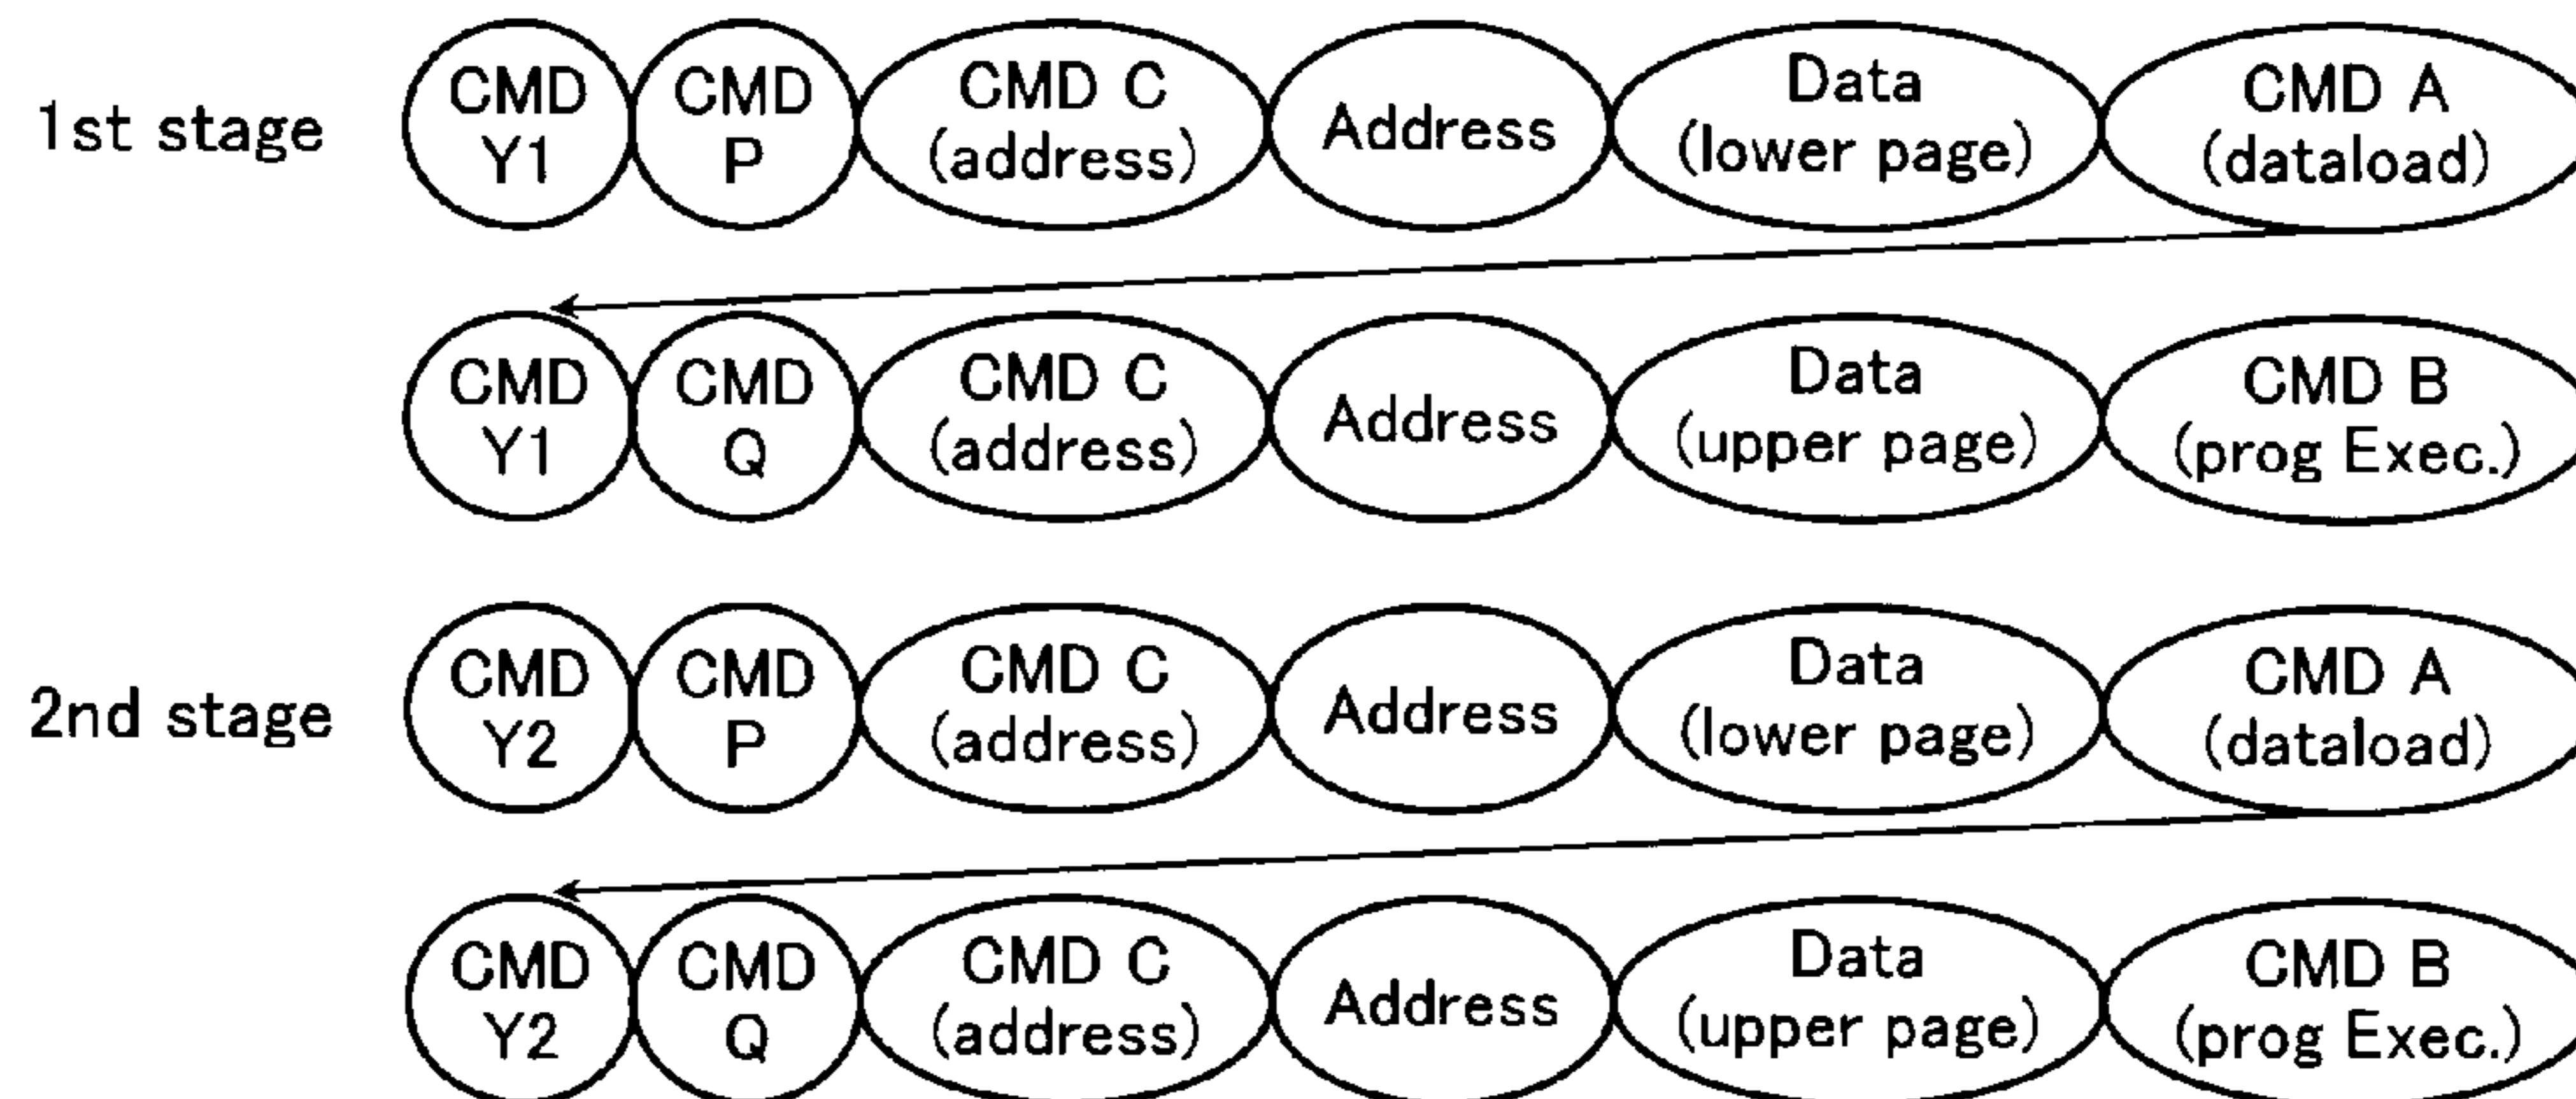 1st stage
CMD
Y1
CMD
P
CMD C
(address)
Address
Data
(lower page)
CMD A
(dataload)
CMD
Y1
CMD
Q
CMD C
(address)
Address
Data
(upper page)
CMD B
(prog Exec.)
2nd stage
CMD
Y2
CMD
P
CMD C
(address)
Address
Data
(lower page)
CMD A
(dataload)
CMD
Y2
CMD
Q
CMD C
(address)
Address
Data
(upper page)
CMD B
(prog Exec.)